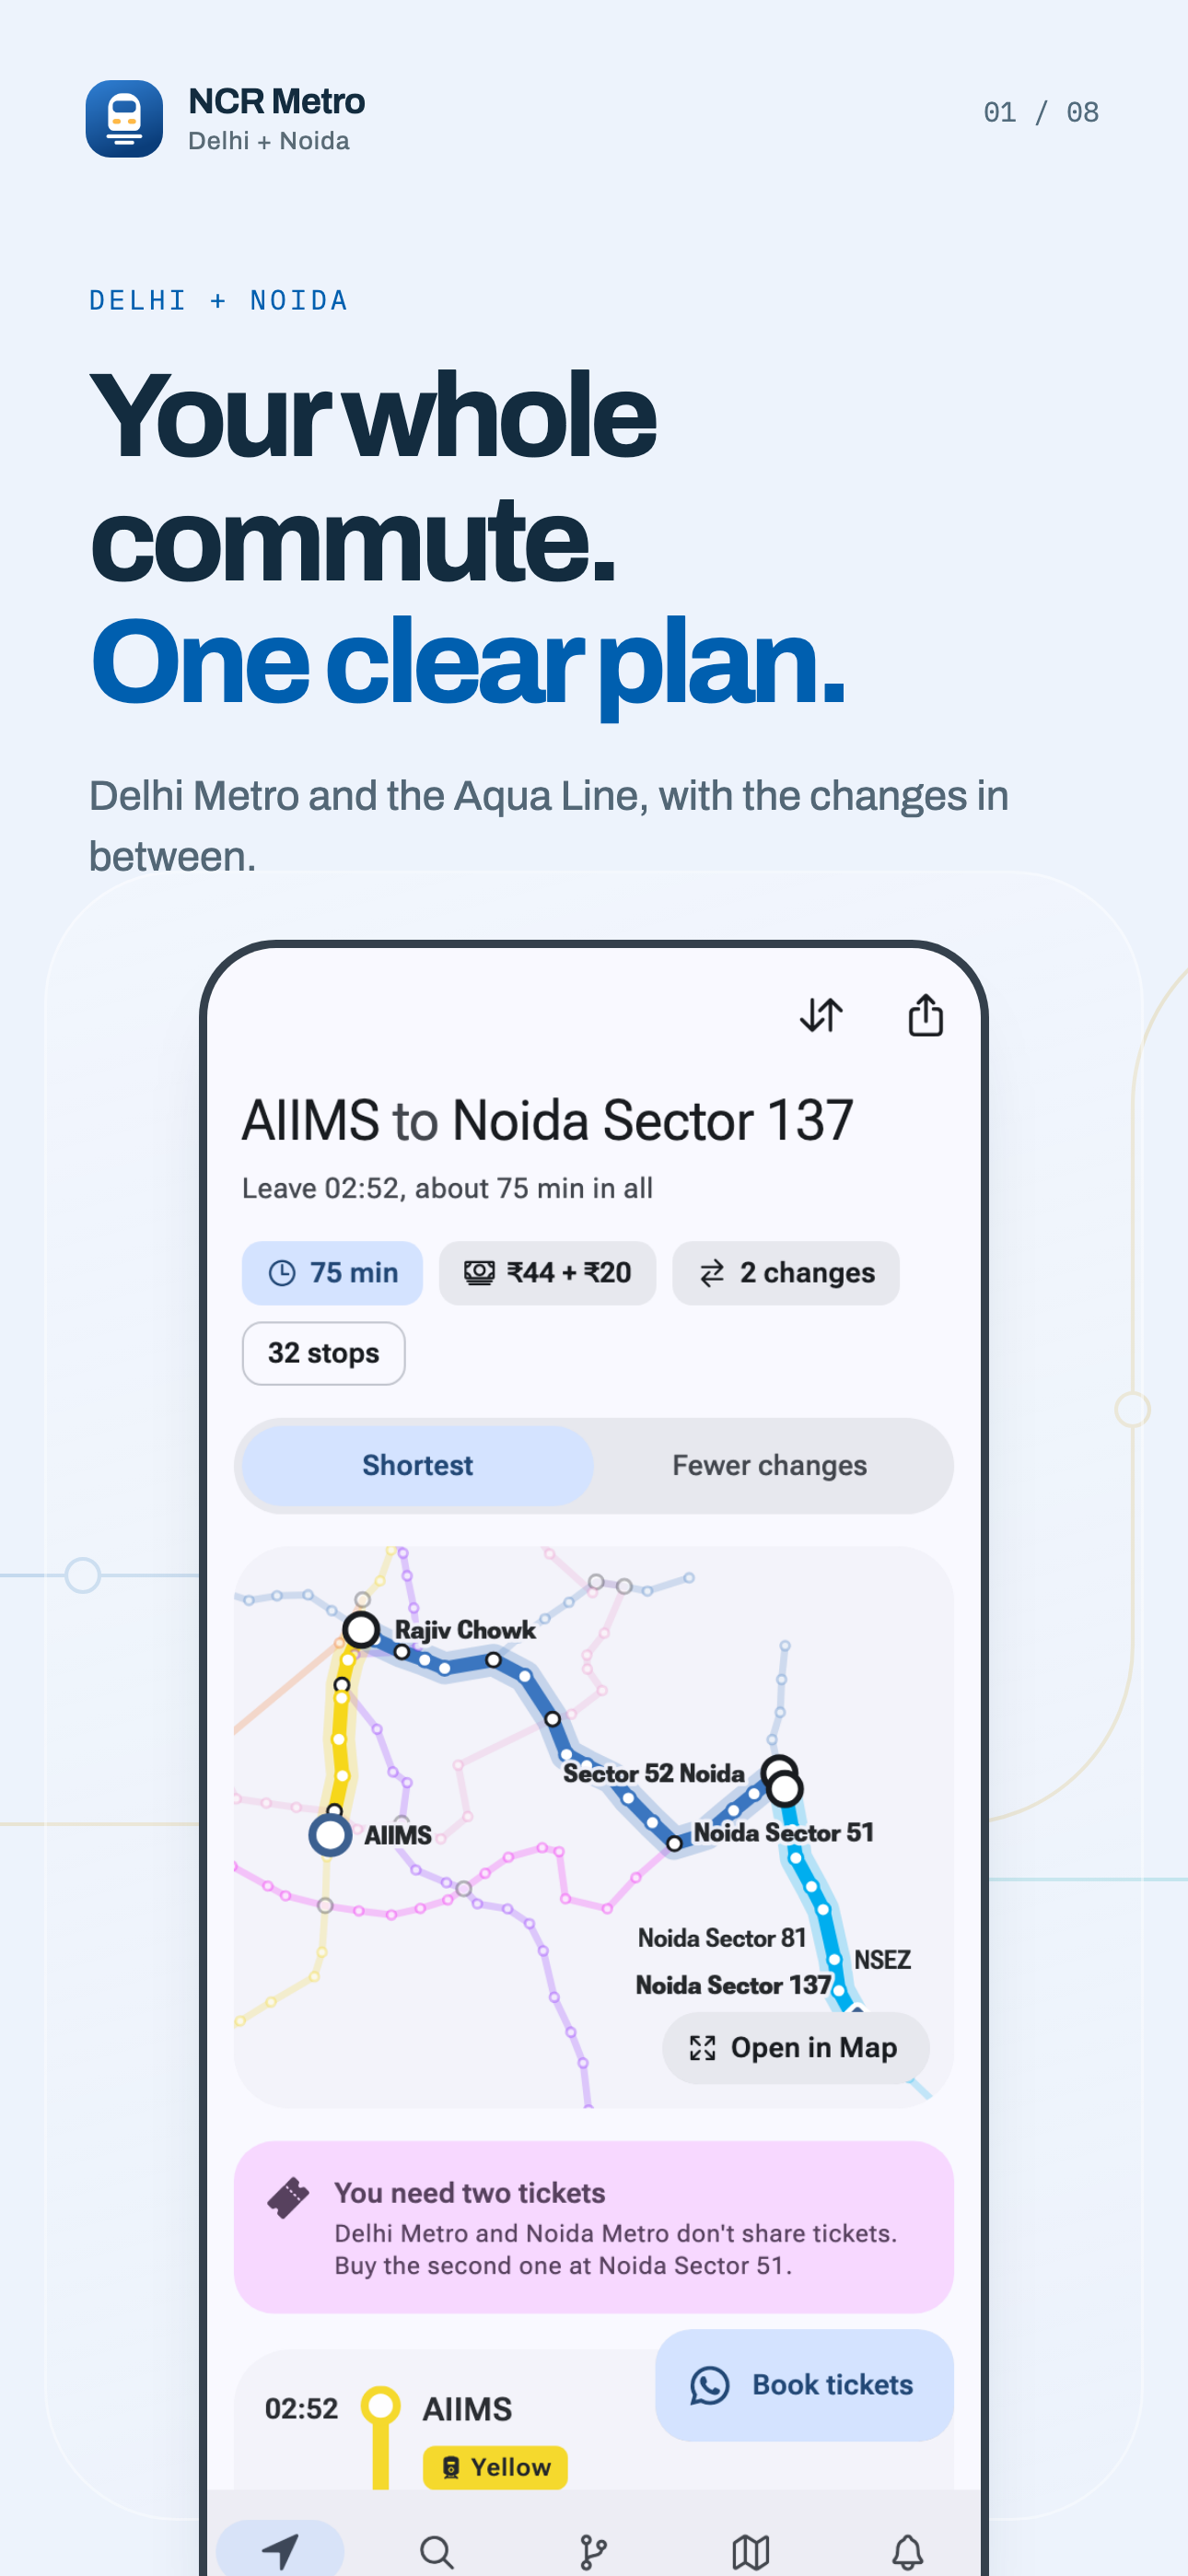 NCR Metro
Delhi + Noida
01 / 08
DELHI + NOIDA
Your whole
commute.
One clear plan.
Delhi Metro and the Aqua Line, with the changes in
between.
AIIMS to Noida Sector 137
Leave 02:52, about 75 min in all
75 min
₹44 + ₹20
2 changes
32 stops
Shortest
Fewer changes
Rajiv Chowk
Sector 52 Noida
AIIMS
Noida Sector 51
Noida Sector 81
NSEZ
Noida Sector 137
Open in Map
You need two tickets
Delhi Metro and Noida Metro don't share tickets.
Buy the second one at Noida Sector 51.
Book tickets
02:52
AIIMS
Yellow